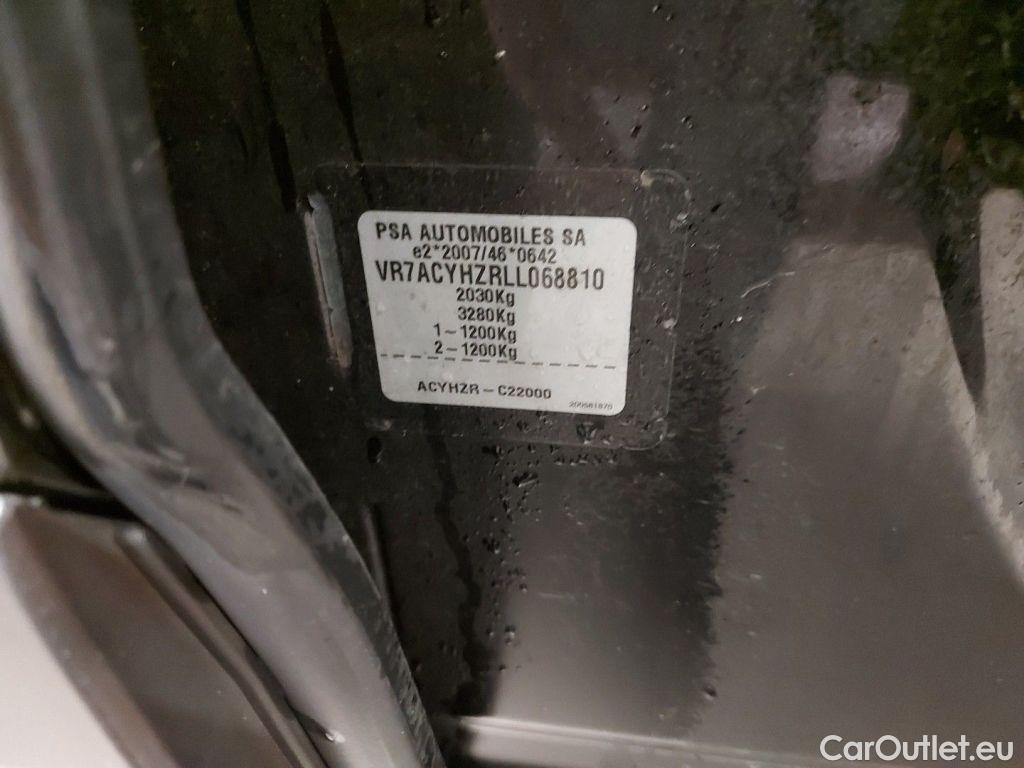 PSA AUTOMOBILES SA
e2*2007/46*0642
VR7ACYHZRLL068810
2030Kg
3280Kg
1-1200Kg
2-1200Kg
ACYHZR-C22000
CarOutlet.eu